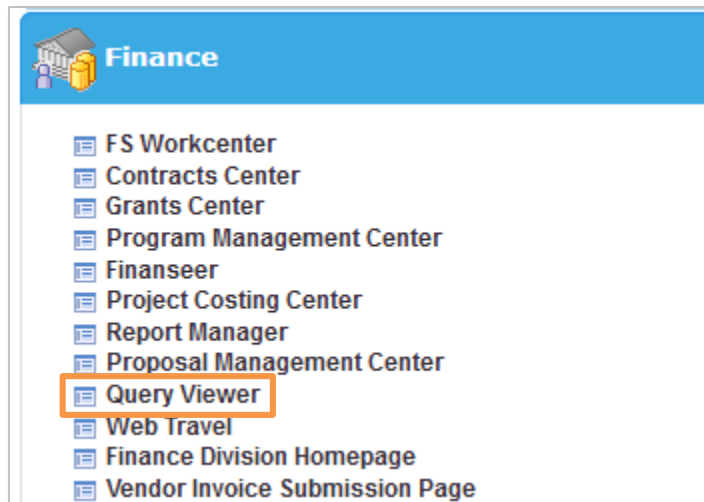 Finance
FS Workcenter
Contracts Center
Grants Center
Program Management Center
Finanseer
Project Costing Center
Report Manager
Proposal Management Center
Query Viewer
Web Travel
Finance Division Homepage
Vendor Invoice Submission Page